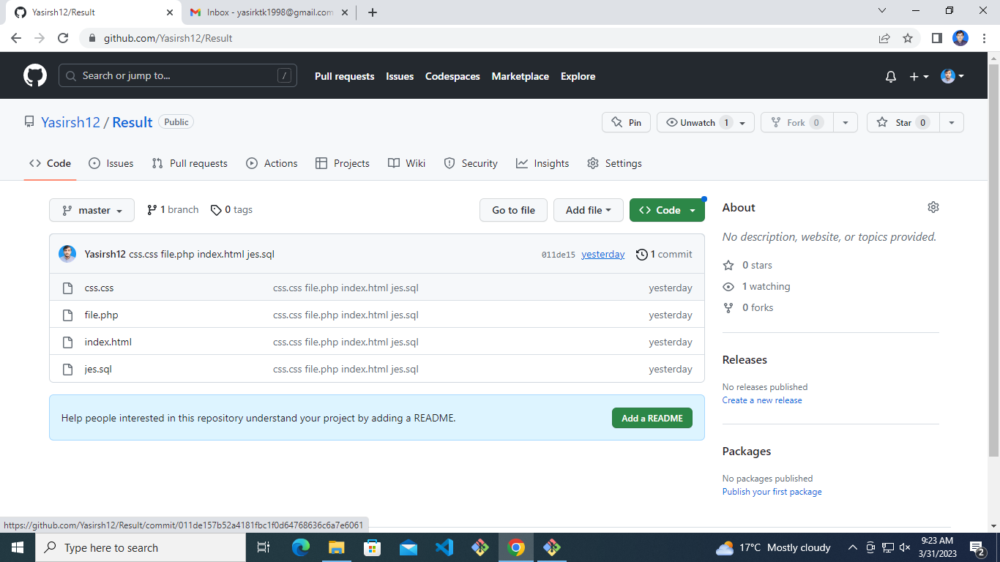 Yasirsh12/Result
Inbox - yasirktk1998@gmail.com
github.com/Yasirsh12/Result
Search or jump to... /
Pull requests Issues Codespaces Marketplace Explore
Yasirsh12 / Result Public
Pin Unwatch 1 Fork 0 Star 0
Code Issues Pull requests Actions Projects Wiki Security Insights Settings
master 1 branch 0 tags Go to file Add file Code
Yasirsh12 css.css file.php index.html jes.sql 011de15 yesterday 1 commit
css.css css.css file.php index.html jes.sql yesterday
file.php css.css file.php index.html jes.sql yesterday
index.html css.css file.php index.html jes.sql yesterday
jes.sql css.css file.php index.html jes.sql yesterday
Help people interested in this repository understand your project by adding a README. Add a README
About
No description, website, or topics provided.
0 stars
1 watching
0 forks
Releases
No releases published
Create a new release
Packages
No packages published
Publish your first package
https://github.com/Yasirsh12/Result/commit/011de157b52a4181fbc1f0d64768636c6a7e6061
Type here to search
17°C Mostly cloudy
9:23 AM
3/31/2023
2